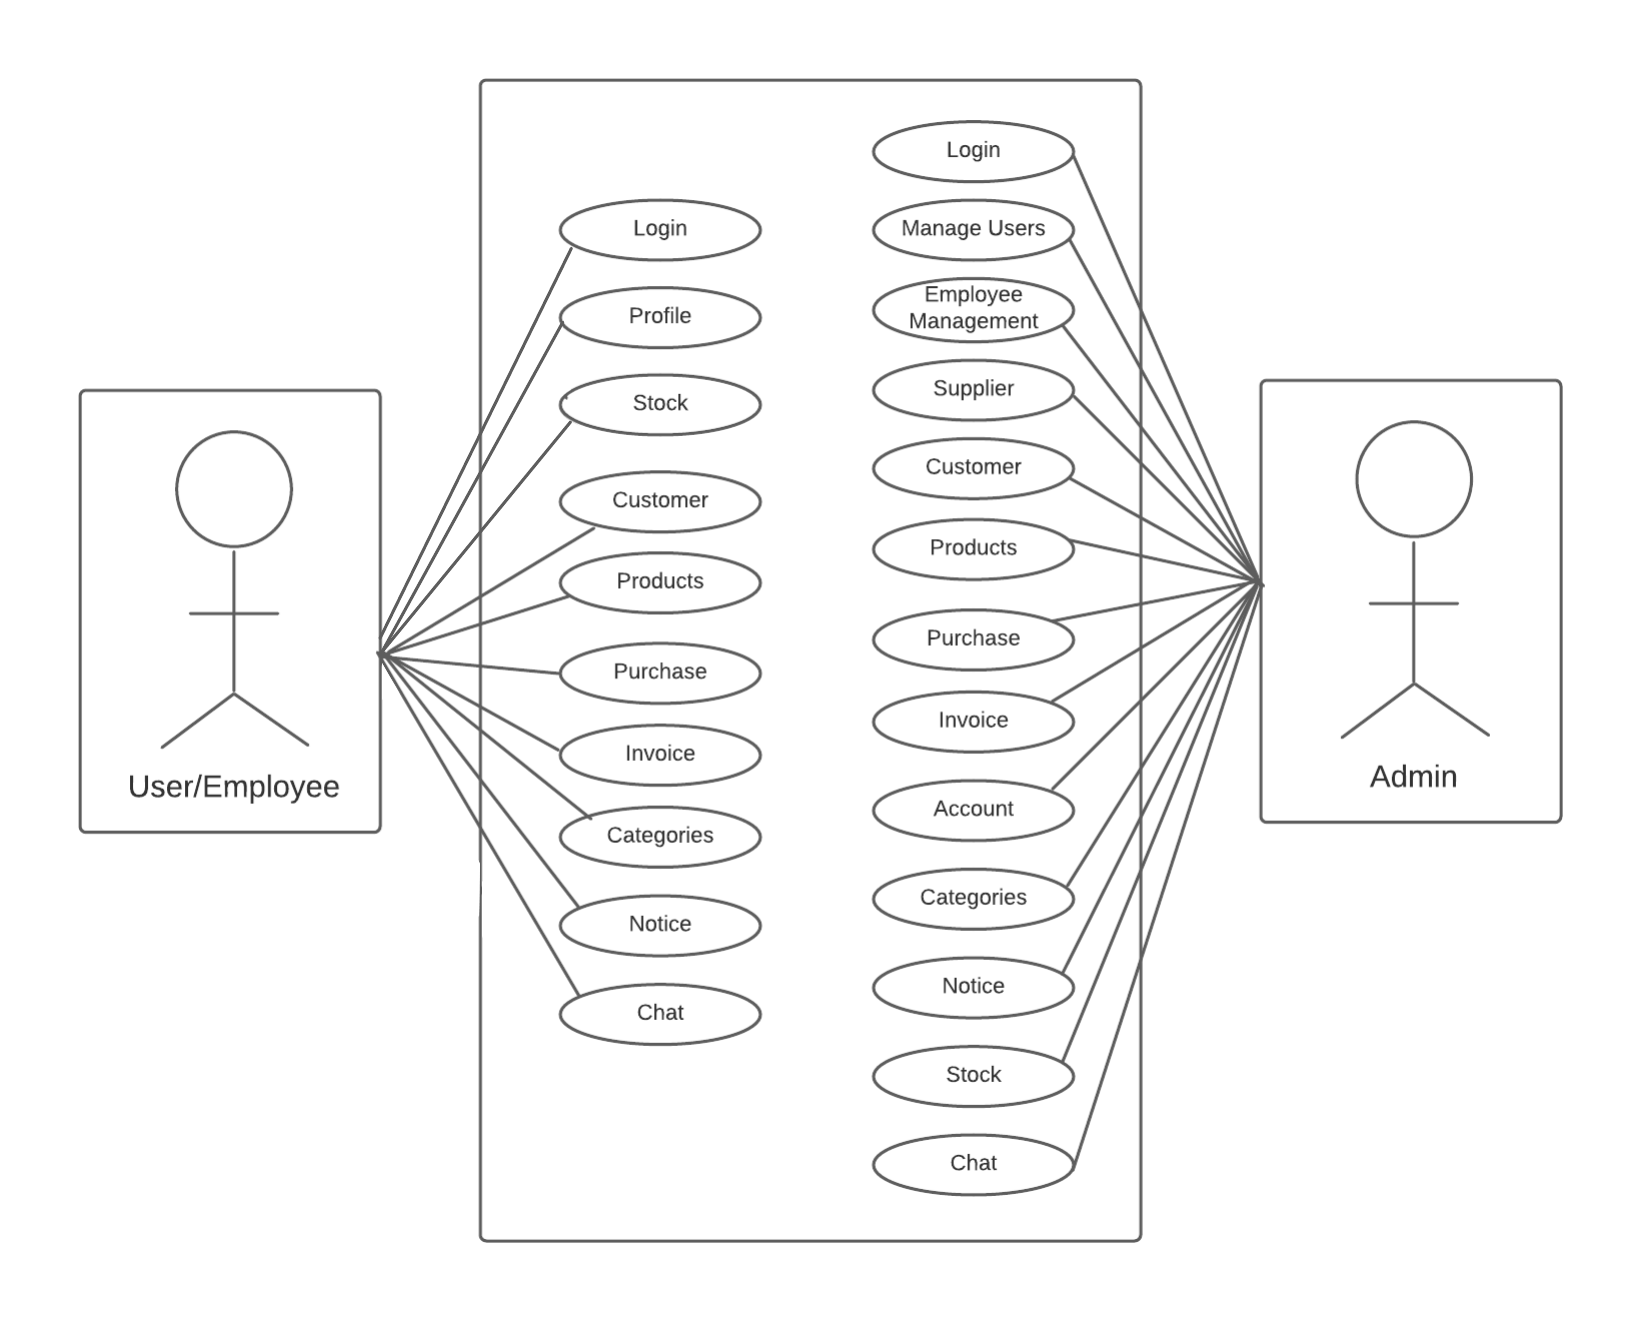 User/Employee
Login
Profile
Stock
Customer
Products
Purchase
Invoice
Categories
Notice
Chat
Login
Manage Users
Employee
Management
Supplier
Customer
Products
Purchase
Invoice
Account
Categories
Notice
Stock
Chat
Admin